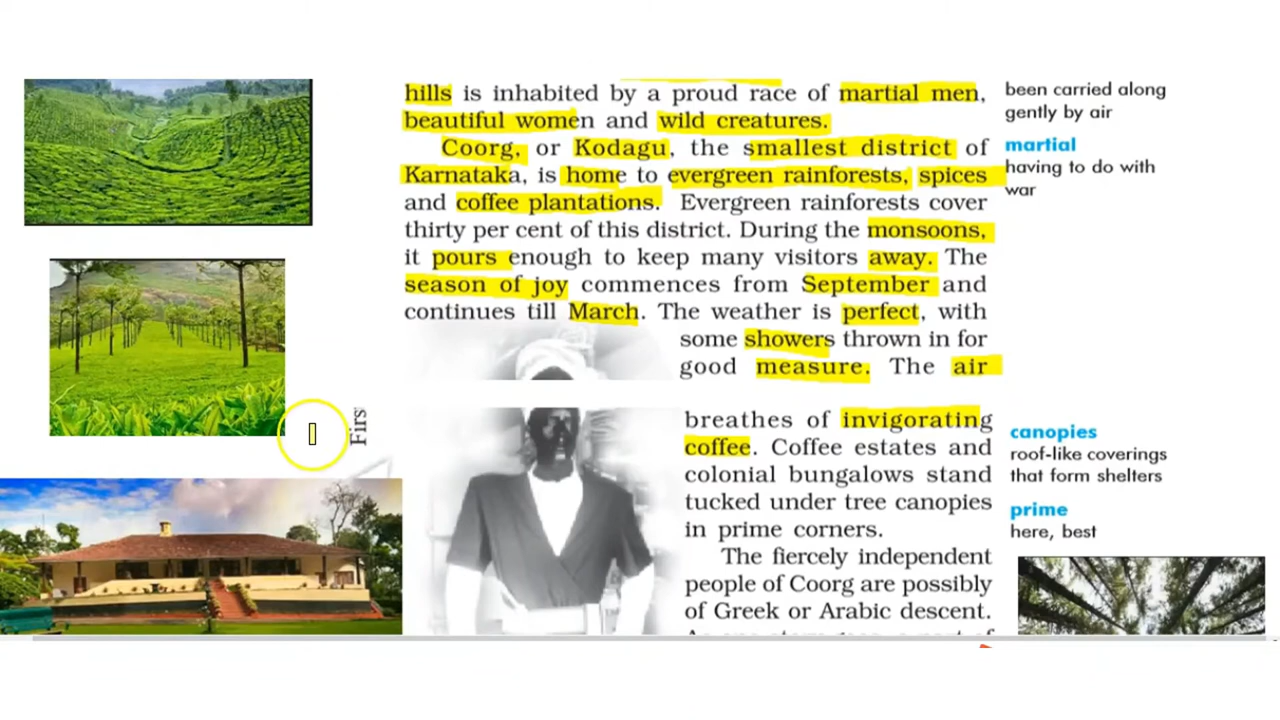 hills is inhabited by a proud race of martial men,
beautiful women and wild creatures.
Coorg, or Kodagu, the smallest district of
Karnataka, is home to evergreen rainforests, spices
and coffee plantations. Evergreen rainforests cover
thirty per cent of this district. During the monsoons,
it pours enough to keep many visitors away. The
season of joy commences from September and
continues till March. The weather is perfect, with
some showers thrown in for
good measure. The air
breathes of invigorating
coffee. Coffee estates and
colonial bungalows stand
tucked under tree canopies
in prime corners.
The fiercely independent
people of Coorg are possibly
of Greek or Arabic descent.
been carried along
gently by air
martial
having to do with
war
canopies
roof-like coverings
that form shelters
prime
here, best
Firs